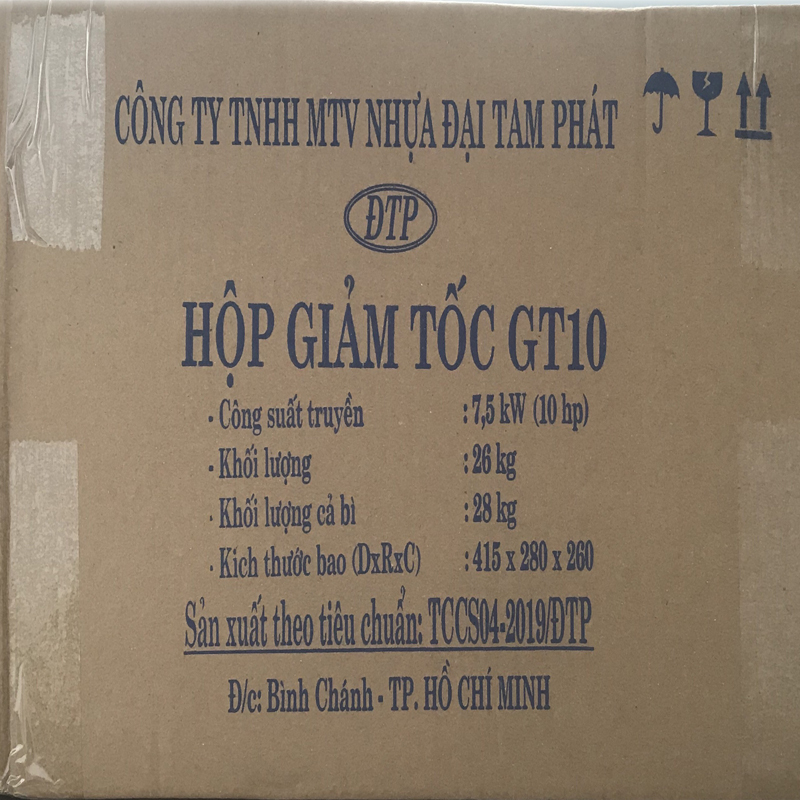 CÔNG TY TNHH MTV NHỰA ĐẠI TAM PHÁT
ĐTP
HỘP GIẢM TỐC GT10
- Công suất truyền : 7,5 kW (10 hp)
- Khối lượng : 26 kg
- Khối lượng cả bì : 28 kg
- Kich thước bao (DxRxC) : 415 x 280 x 260
Sản xuất theo tiêu chuẩn: TCCS04-2019/ĐTP
Đ/c: Bình Chánh - TP. HỒ CHÍ MINH